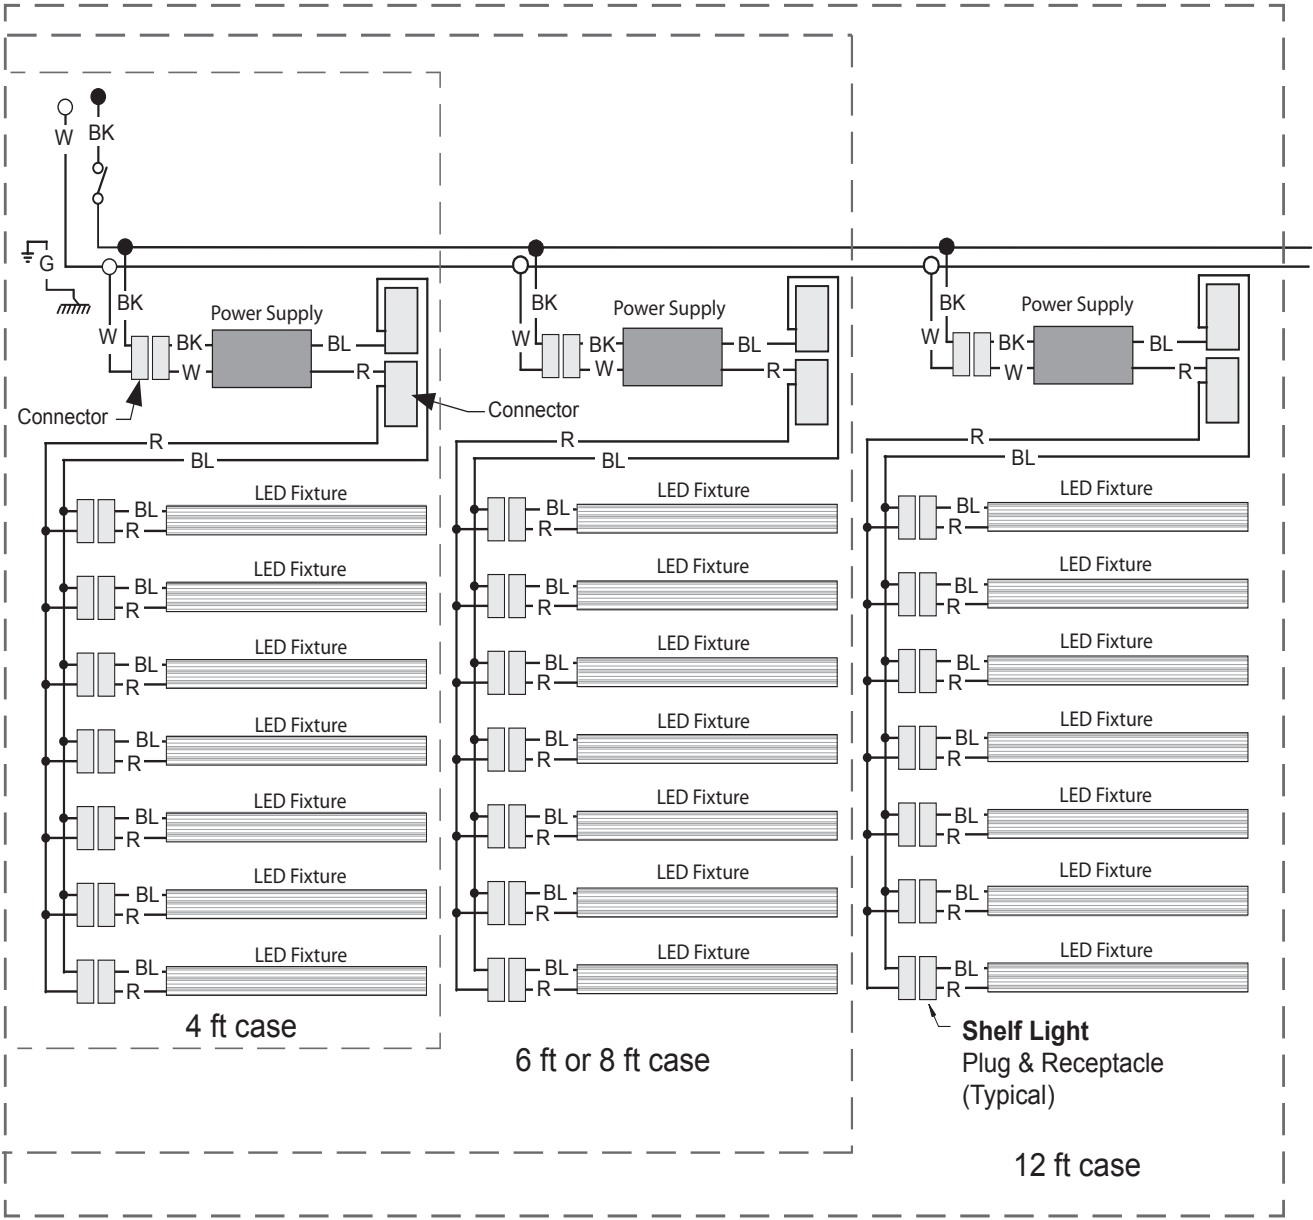 W
BK
G
BK
W
BK
W
Power Supply
BL
R
Connector
Connector
R
BL
LED Fixture
BL
R
LED Fixture
BL
R
LED Fixture
BL
R
LED Fixture
BL
R
LED Fixture
BL
R
LED Fixture
BL
R
LED Fixture
BL
R
4 ft case
BK
W
BK
W
Power Supply
BL
R
R
BL
LED Fixture
BL
R
LED Fixture
BL
R
LED Fixture
BL
R
LED Fixture
BL
R
LED Fixture
BL
R
LED Fixture
BL
R
LED Fixture
BL
R
6 ft or 8 ft case
BK
W
BK
W
Power Supply
BL
R
R
BL
LED Fixture
BL
R
LED Fixture
BL
R
LED Fixture
BL
R
LED Fixture
BL
R
LED Fixture
BL
R
LED Fixture
BL
R
LED Fixture
BL
R
Shelf Light
Plug & Receptacle
(Typical)
12 ft case